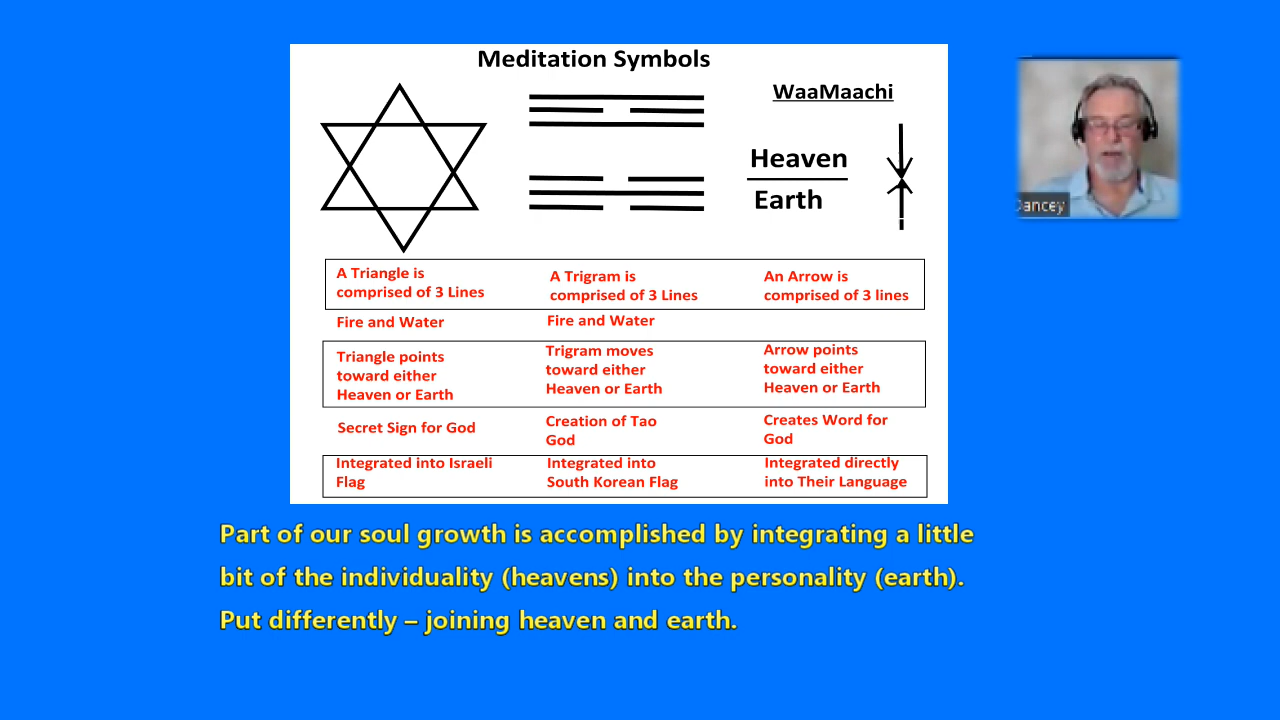 Meditation Symbols
WaaMaachi
Heaven
Earth
A Triangle is
comprised of 3 Lines
A Trigram is
comprised of 3 Lines
An Arrow is
comprised of 3 lines
Fire and Water
Fire and Water
Triangle points
toward either
Heaven or Earth
Trigram moves
toward either
Heaven or Earth
Arrow points
toward either
Heaven or Earth
Secret Sign for God
Creation of Tao
God
Creates Word for
God
Integrated into Israeli
Flag
Integrated into
South Korean Flag
Integrated directly
into Their Language
Dancey
Part of our soul growth is accomplished by integrating a little
bit of the individuality (heavens) into the personality (earth).
Put differently – joining heaven and earth.